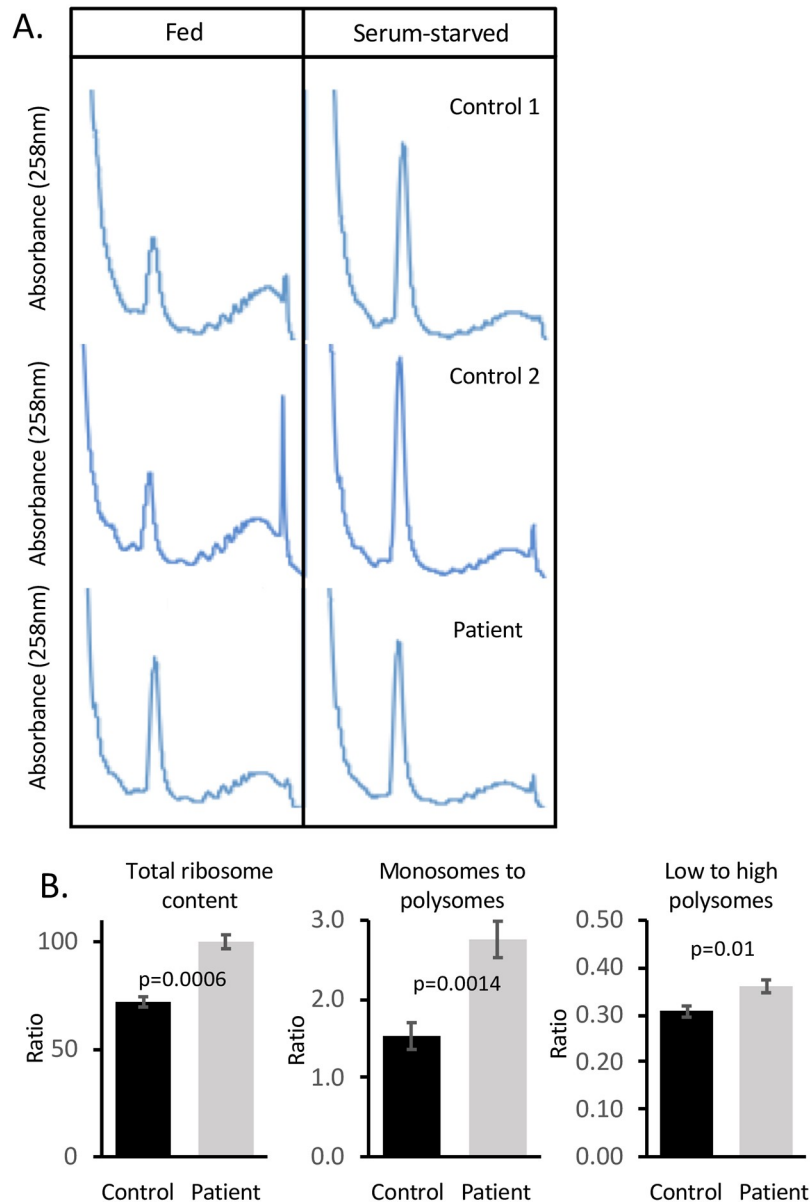 A.
Fed
Serum-starved
Absorbance (258nm)
Control 1
Absorbance (258nm)
Control 2
Absorbance (258nm)
Patient
B.
Total ribosome
content
Ratio
100
50
0
p=0.0006
Control Patient
Monosomes to
polysomes
Ratio
3.0
2.0
1.0
0.0
p=0.0014
Control Patient
Low to high
polysomes
Ratio
0.50
0.40
0.30
0.20
0.10
0.00
p=0.01
Control Patient